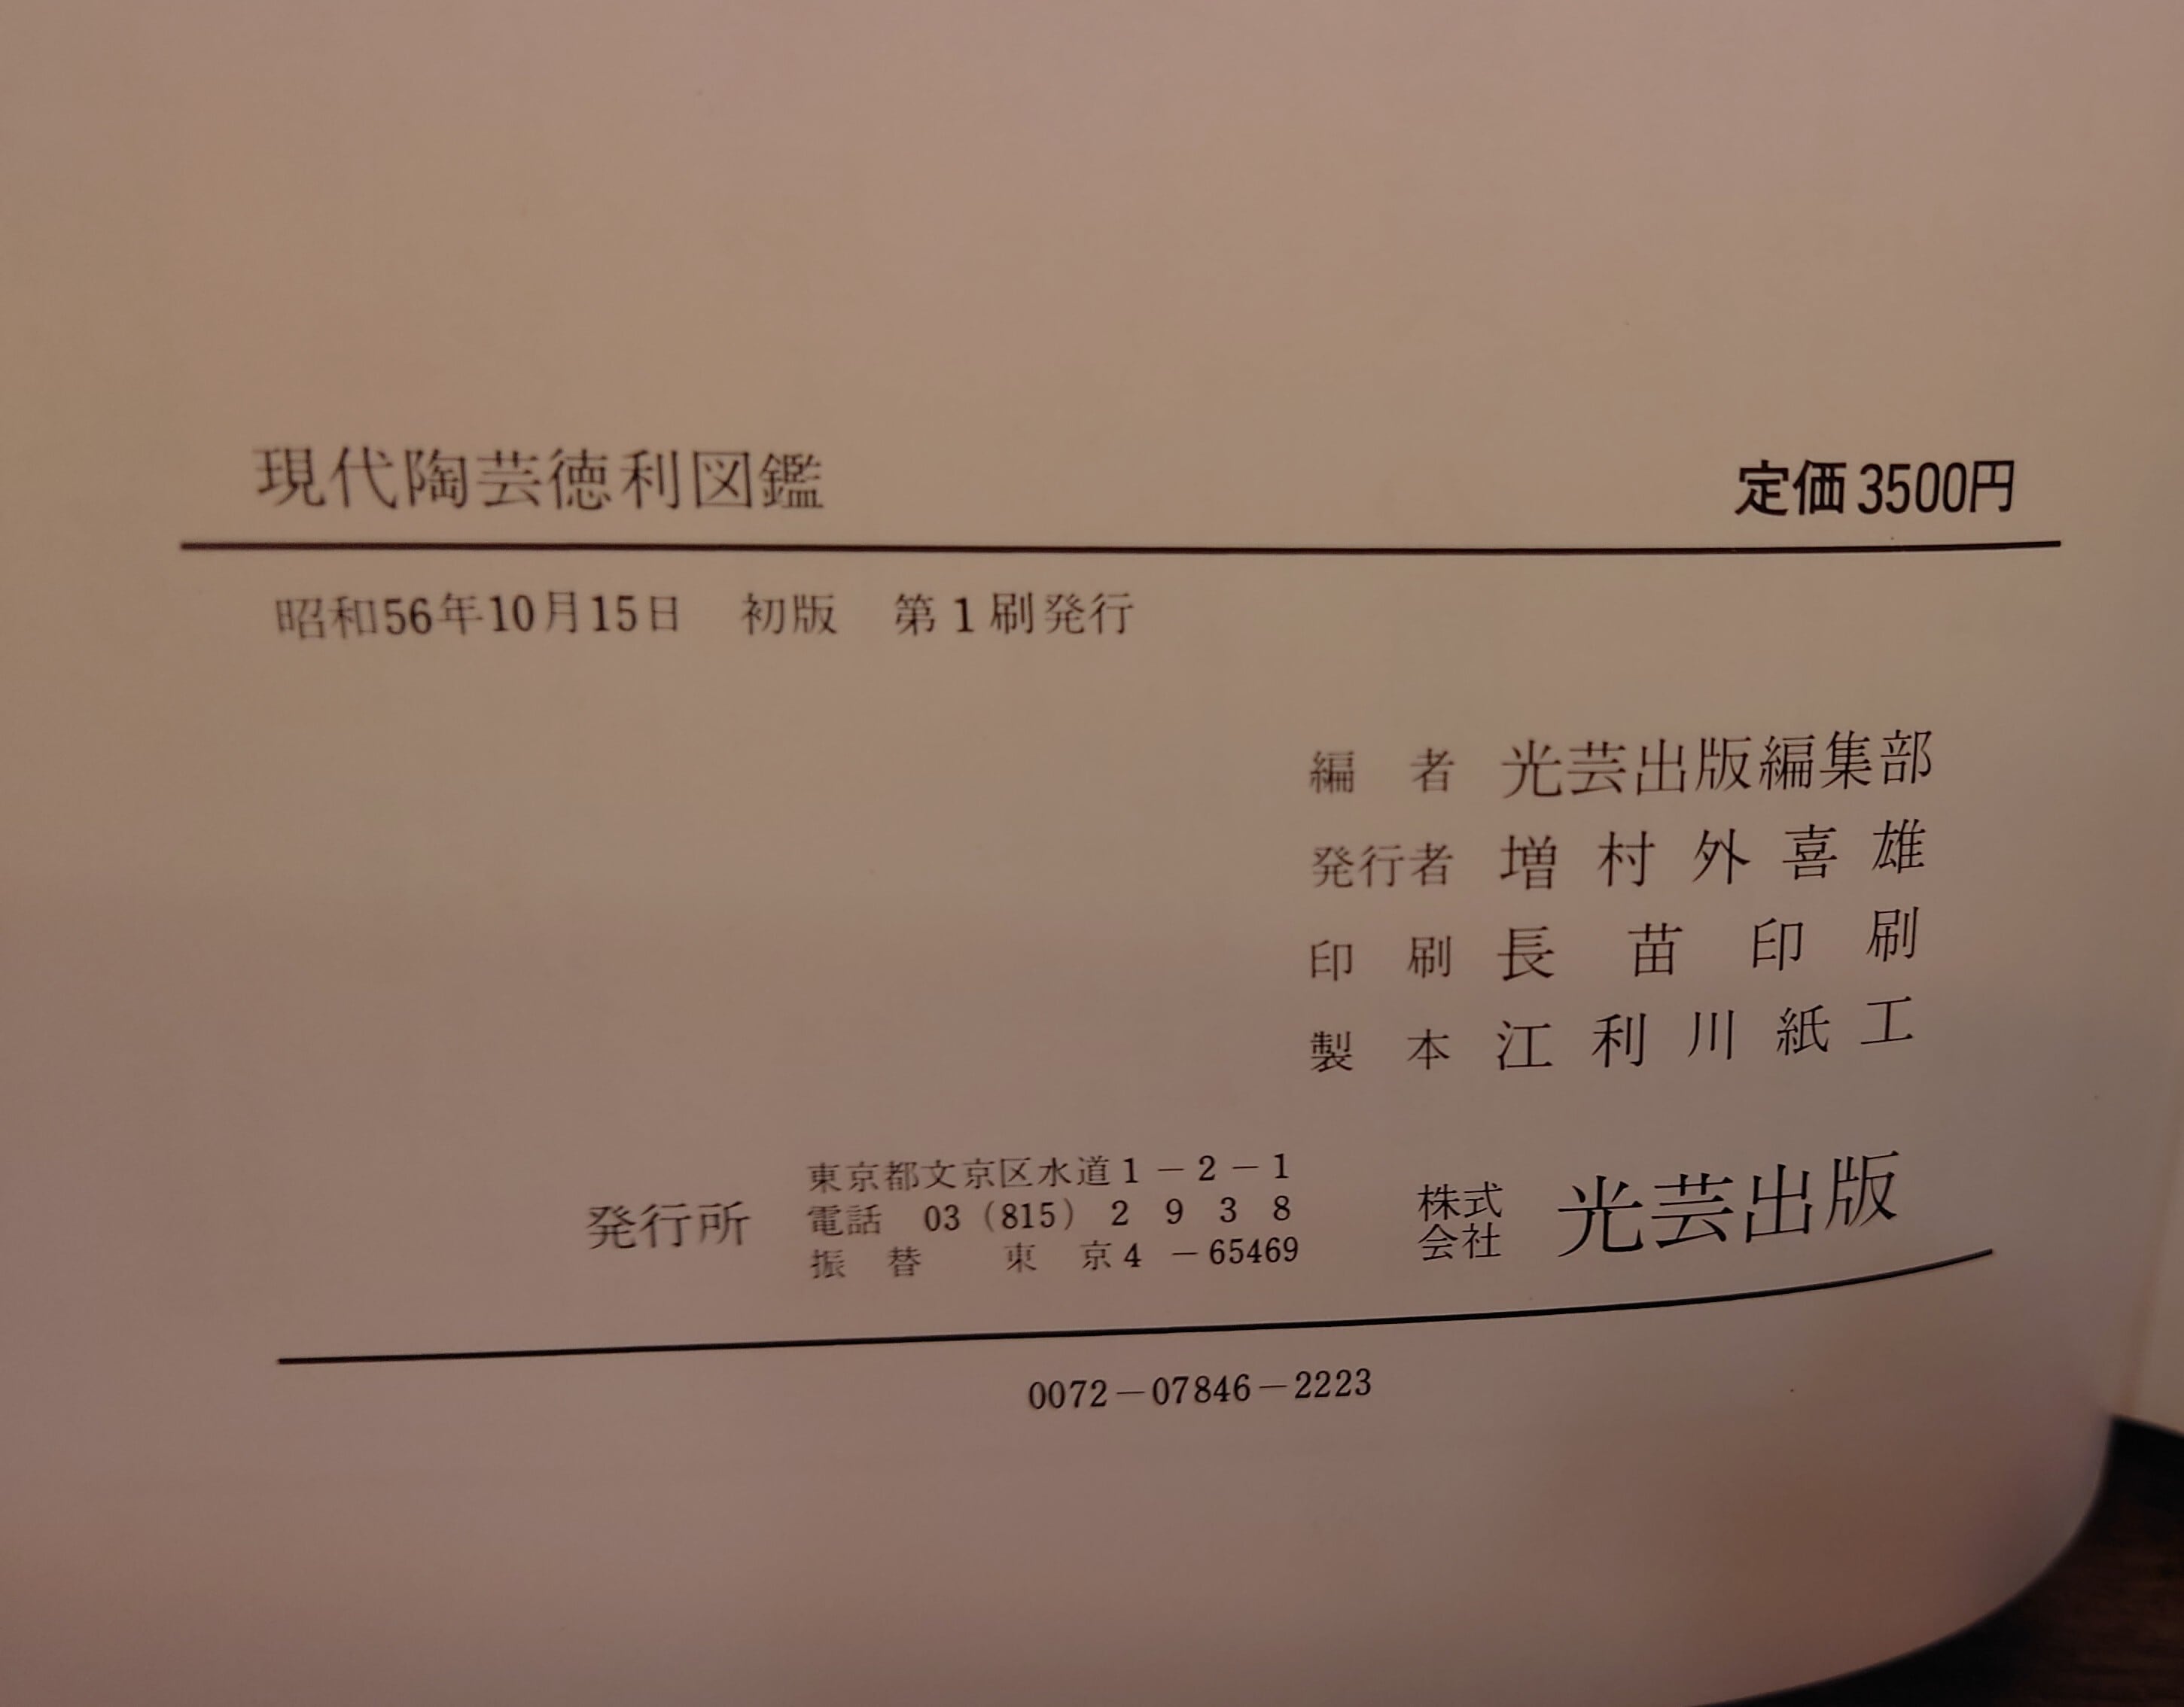 現代陶芸徳利図鑑 定価3500円
昭和56年10月15日 初版 第1刷発行
編者 光芸出版編集部
発行者 増村外喜雄
印刷 長苗印刷
製本 江利川紙工
発行所
東京都文京区水道1-2-1
電話 03(815)2938
振替 東京4-65469
株式会社 光芸出版
0072-07846-2223